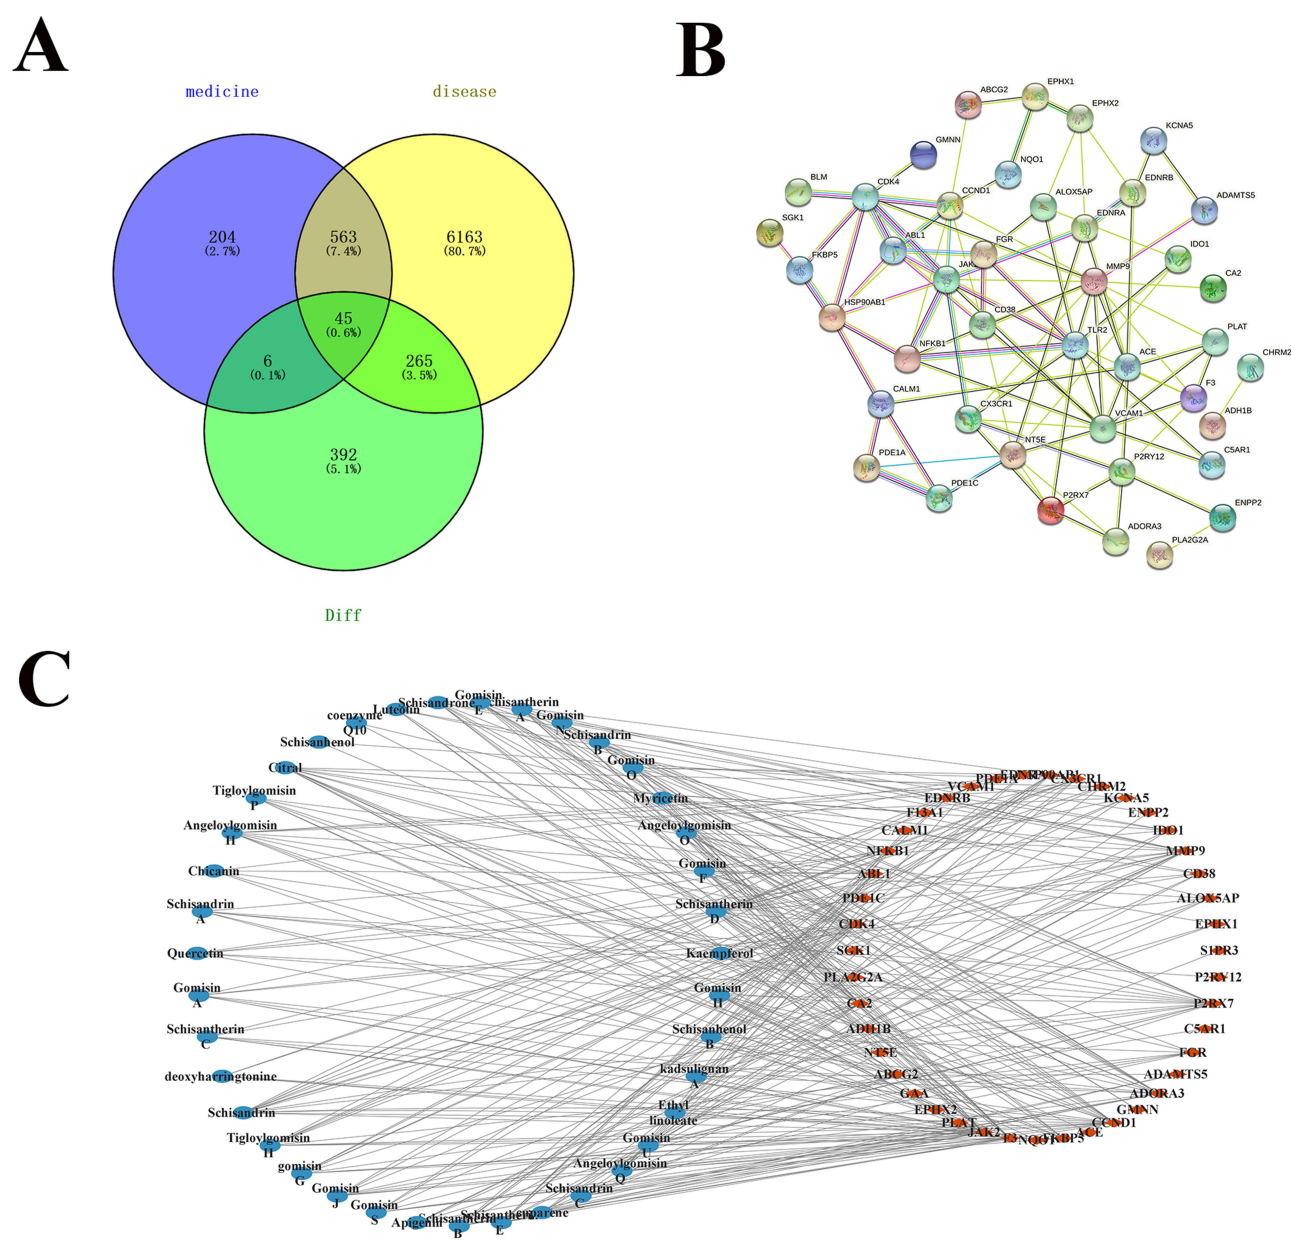 A
medicine
disease
204
(2.7%)
563
(7.4%)
6163
(80.7%)
45
(0.6%)
6
(0.1%)
265
(3.5%)
392
(5.1%)
Diff
B
ABCG2
EPHX1
EPHX2
KCNA5
GMNN
NQO1
BLM
CDK4
CCND1
ALOX5AP
EDNRB
ADAMTS5
SGK1
EDNRA
ABL1
FGR
IDO1
FKBP5
MMP9
CA2
HSP90AB1
CD38
TLR2
PLAT
NFKB1
ACE
CHRM2
CALM1
CX3CR1
F3
VCAM1
ADH1B
NT5E
PDE1A
P2RY12
C5AR1
PDE1C
P2RX7
ENPP2
ADORA3
PLA2G2A
C
Gomisin
E
Schisandrone
A
Luteolin
coenzyme
Q10
Gomisin
N
Schisandrin
B
Schisanhenol
Gomisin
O
Citral
Tigloylgomisin
P
Myricetin
Angeloylgomisin
H
Angeloylgomisin
O
Chicanin
Gomisin
F
Schisandrin
A
Schisantherin
D
Quercetin
Kaempferol
Gomisin
A
Gomisin
H
Schisantherin
C
Schisanhenol
B
deoxyharringtonine
kadsulignan
A
Schisandrin
Ethyl
linoleate
Tigloylgomisin
H
Gomisin
U
gomisin
G
Angeloylgomisin
Q
Gomisin
J
Schisandrin
C
Gomisin
S
Apigenin
B
E
CX3CR1
CHRM2
VCAM1
EDNRB
KCNA5
F13A1
ENPP2
CALM1
IDO1
NFKB1
MMP9
ABL1
CD38
PDE1C
ALOX5AP
CDK4
EPHX1
SGK1
S1PR3
PLA2G2A
P2RY12
CA2
P2RX7
ADH1B
C5AR1
NT5E
FGR
ABCG2
ADAMTS5
GAA
ADORA3
EPHX2
GMNN
PLAT
CCND1
JAK2
ACE
F3
FKBP5